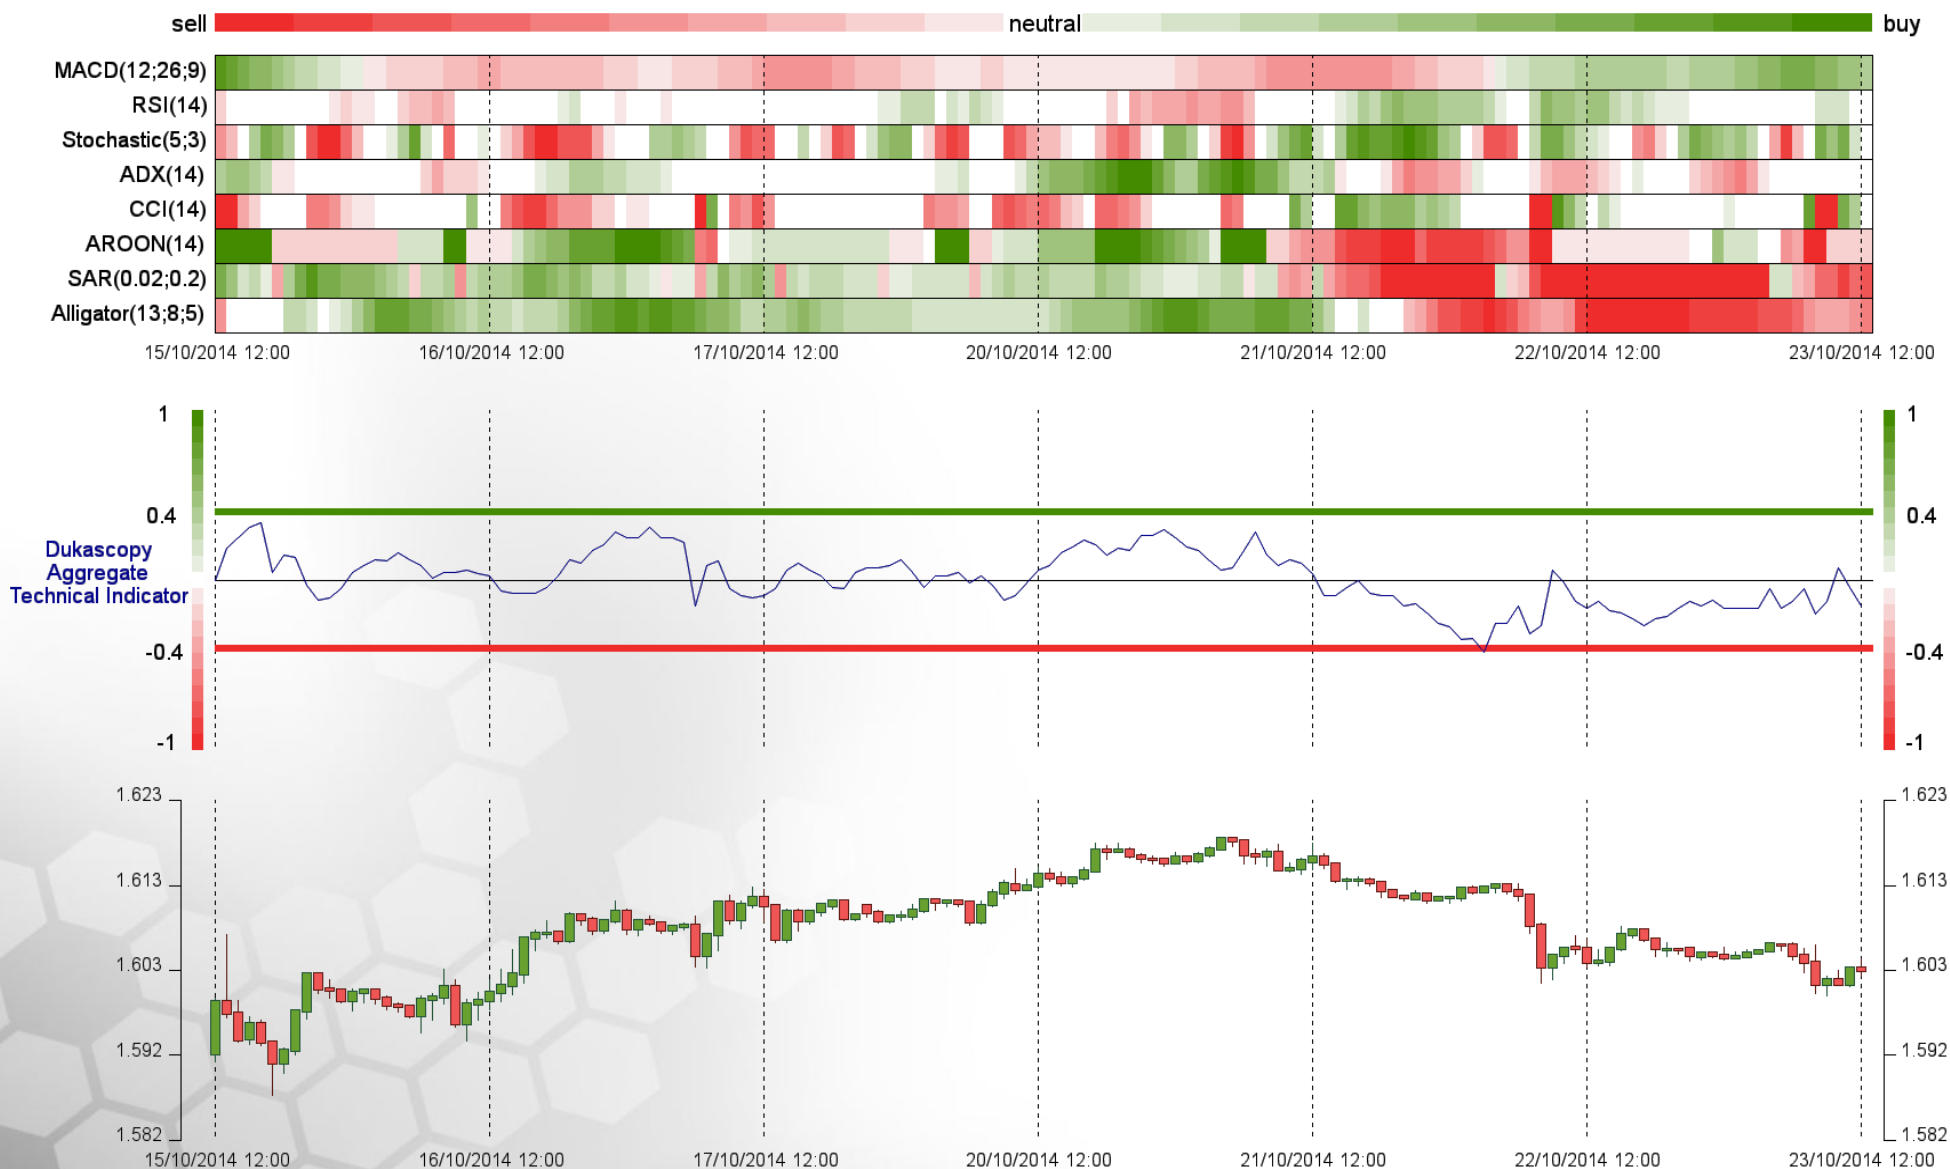 sell neutral buy
MACD(12;26;9)
RSI(14)
Stochastic(5;3)
ADX(14)
CCI(14)
AROON(14)
SAR(0.02;0.2)
Alligator(13;8;5)
15/10/2014 12:00 16/10/2014 12:00 17/10/2014 12:00 20/10/2014 12:00 21/10/2014 12:00 22/10/2014 12:00 23/10/2014 12:00
1 1
0.4 0.4
Dukascopy
Aggregate
Technical Indicator
-0.4 -0.4
-1 -1
1.623 1.623
1.613 1.613
1.603 1.603
1.592 1.592
1.582 1.582
15/10/2014 12:00 16/10/2014 12:00 17/10/2014 12:00 20/10/2014 12:00 21/10/2014 12:00 22/10/2014 12:00 23/10/2014 12:00